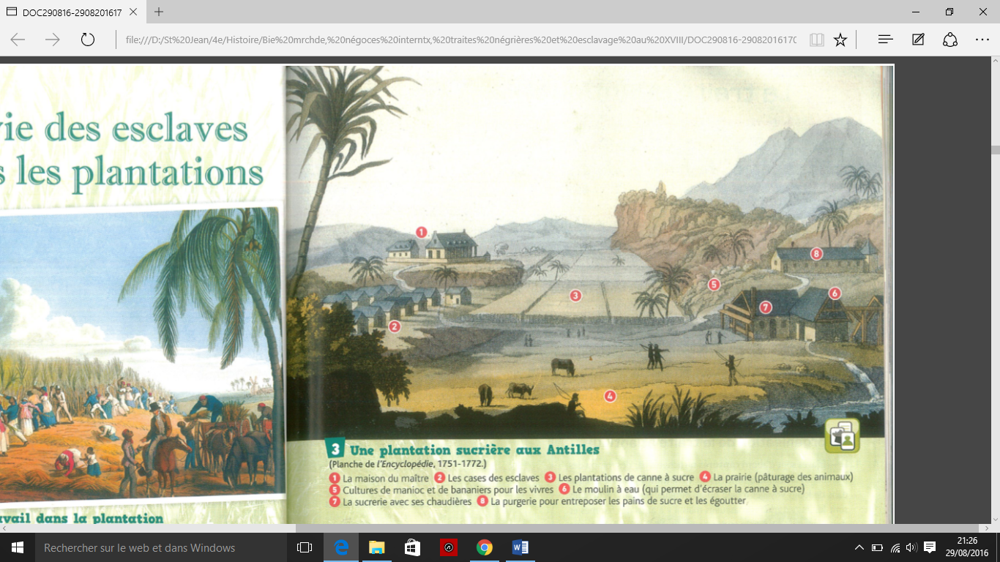 DOC290816-2908201617
file:///D:/St%20Jean/4e/Histoire/Bie%20mrchde,%20négoces%20interntx,%20traites%20négrières%20et%20esclavage%20au%20XVIII/DOC290816-29082016170
vie des esclaves
s les plantations
1
2
3
4
5
6
7
8
3 Une plantation sucrière aux Antilles
(Planche de l'Encyclopédie, 1751-1772.)
1 La maison du maître 2 Les cases des esclaves 3 Les plantations de canne à sucre 4 La prairie (pâturage des animaux)
5 Cultures de manioc et de bananiers pour les vivres 6 Le moulin à eau (qui permet d'écraser la canne à sucre)
7 La sucrerie avec ses chaudières 8 La purgerie pour entreposer les pains de sucre et les égoutter
avail dans la plantation
Rechercher sur le web et dans Windows
21:26
29/08/2016